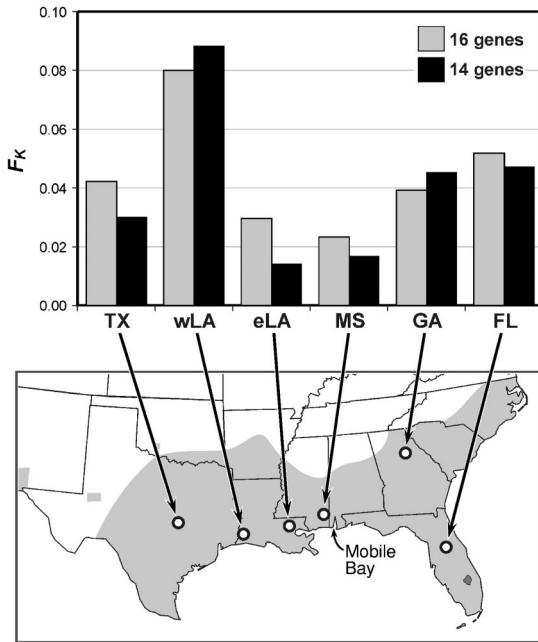 0.10
16 genes
14 genes
0.08
0.06
F_K
0.04
0.02
0.00
TX wLA eLA MS GA FL
Mobile
Bay